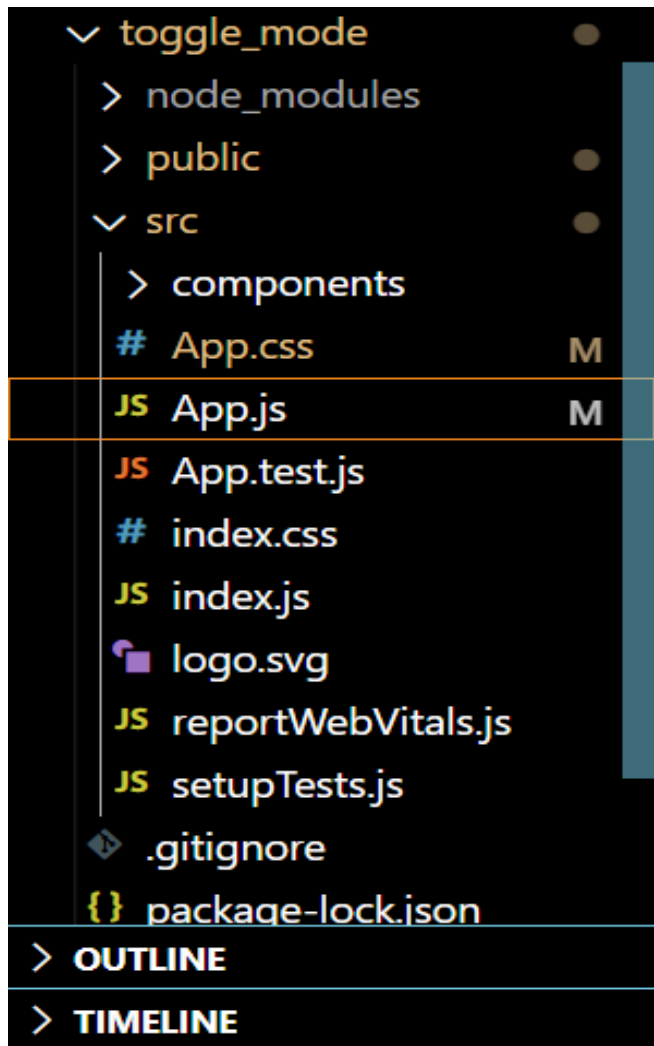 toggle_mode
node_modules
public
src
components
# App.css M
JS App.js M
JS App.test.js
# index.css
JS index.js
logo.svg
JS reportWebVitals.js
JS setupTests.js
.gitignore
{} package-lock.json
OUTLINE
TIMELINE